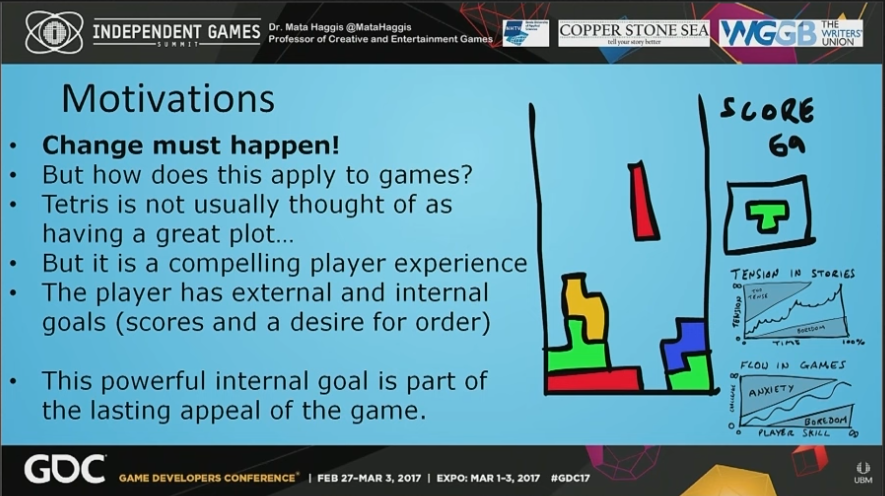 INDEPENDENT GAMES
SUMMIT
Dr. Mata Haggis @MataHaggis
Professor of Creative and Entertainment Games
COPPER STONE SEA
tell your story better
WGGB
THE
WRITERS'
UNION
Motivations
• Change must happen!
• But how does this apply to games?
• Tetris is not usually thought of as
having a great plot...
• But it is a compelling player experience
• The player has external and internal
goals (scores and a desire for order)
• This powerful internal goal is part of
the lasting appeal of the game.
SCORE
69
TENSION IN STORIES
TOO
TENSE
TENSION
BOREDOM
0
TIME
100%
FLOW IN GAMES
ANXIETY
CHALLENGE
BOREDOM
0
PLAYER SKILL
∞
GDC
GAME DEVELOPERS CONFERENCE® | FEB 27-MAR 3, 2017 | EXPO: MAR 1-3, 2017 #GDC17
UBM